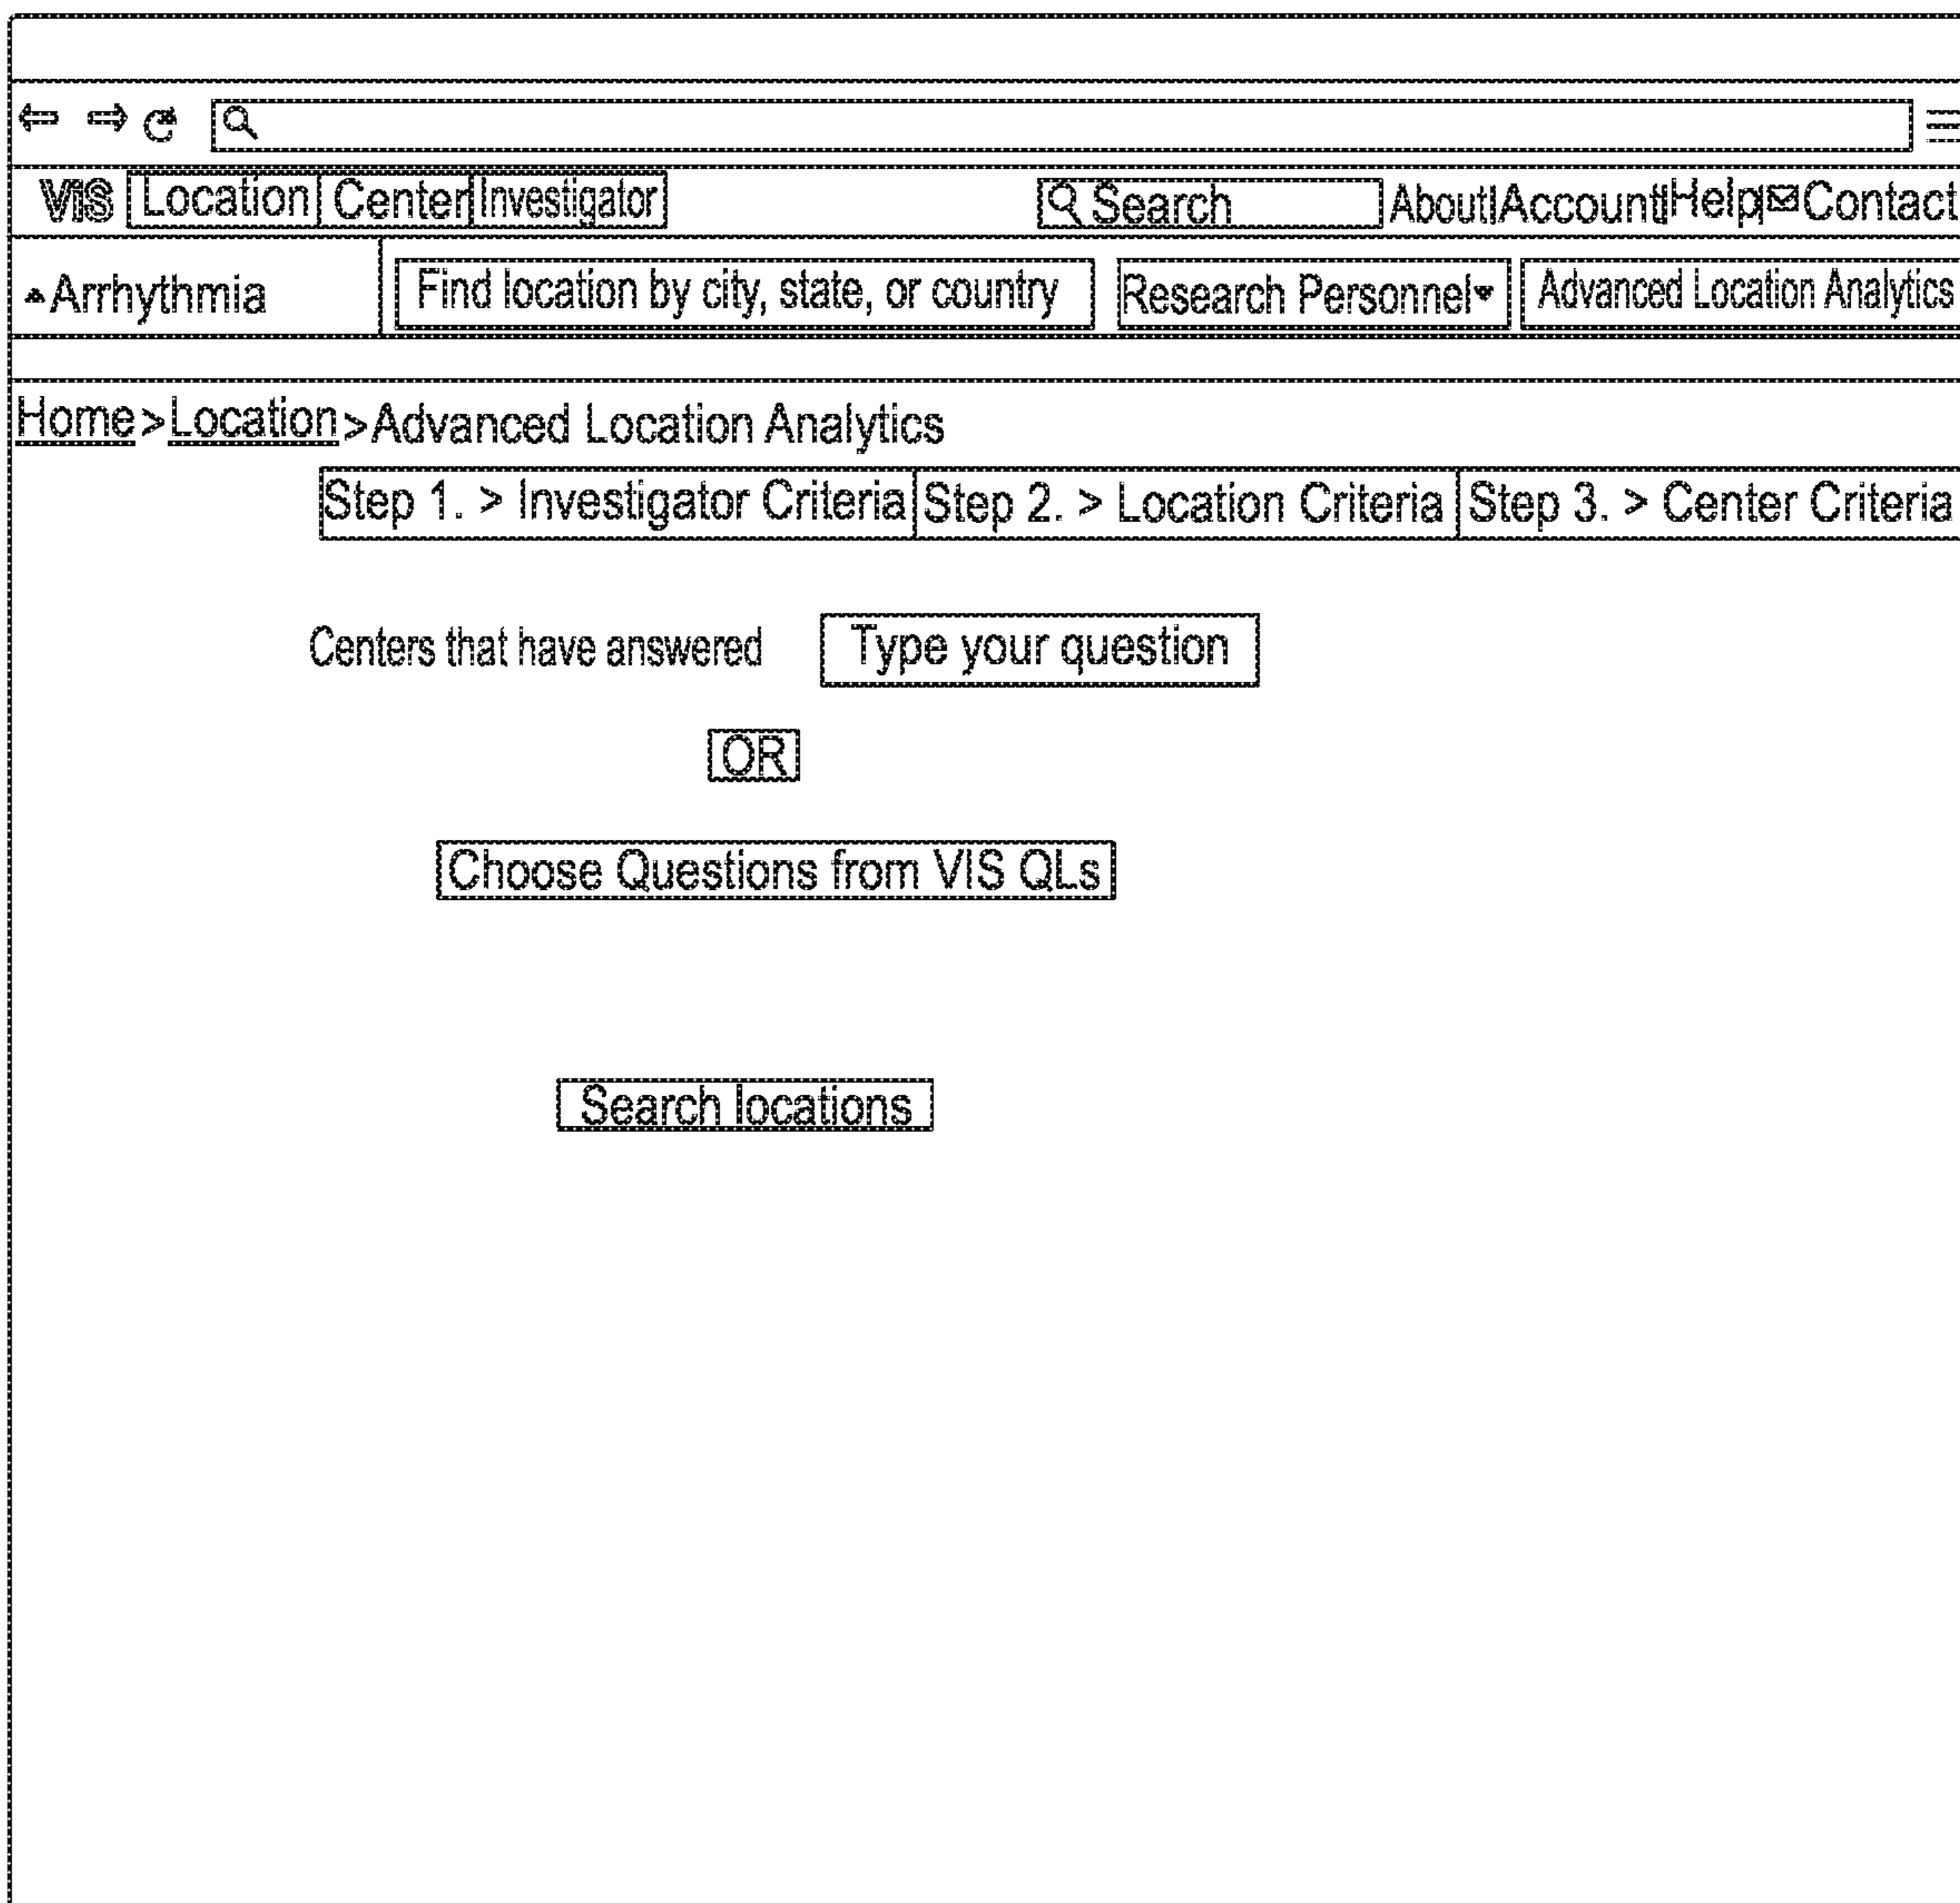 VIS Location Center Investigator Search About|Account|Help|Contact
Arrhythmia Find location by city, state, or country Research Personnel Advanced Location Analytics
Home>Location>Advanced Location Analytics
Step 1. > Investigator Criteria Step 2. > Location Criteria Step 3. > Center Criteria
Centers that have answered Type your question
OR
Choose Questions from VIS QLs
Search locations